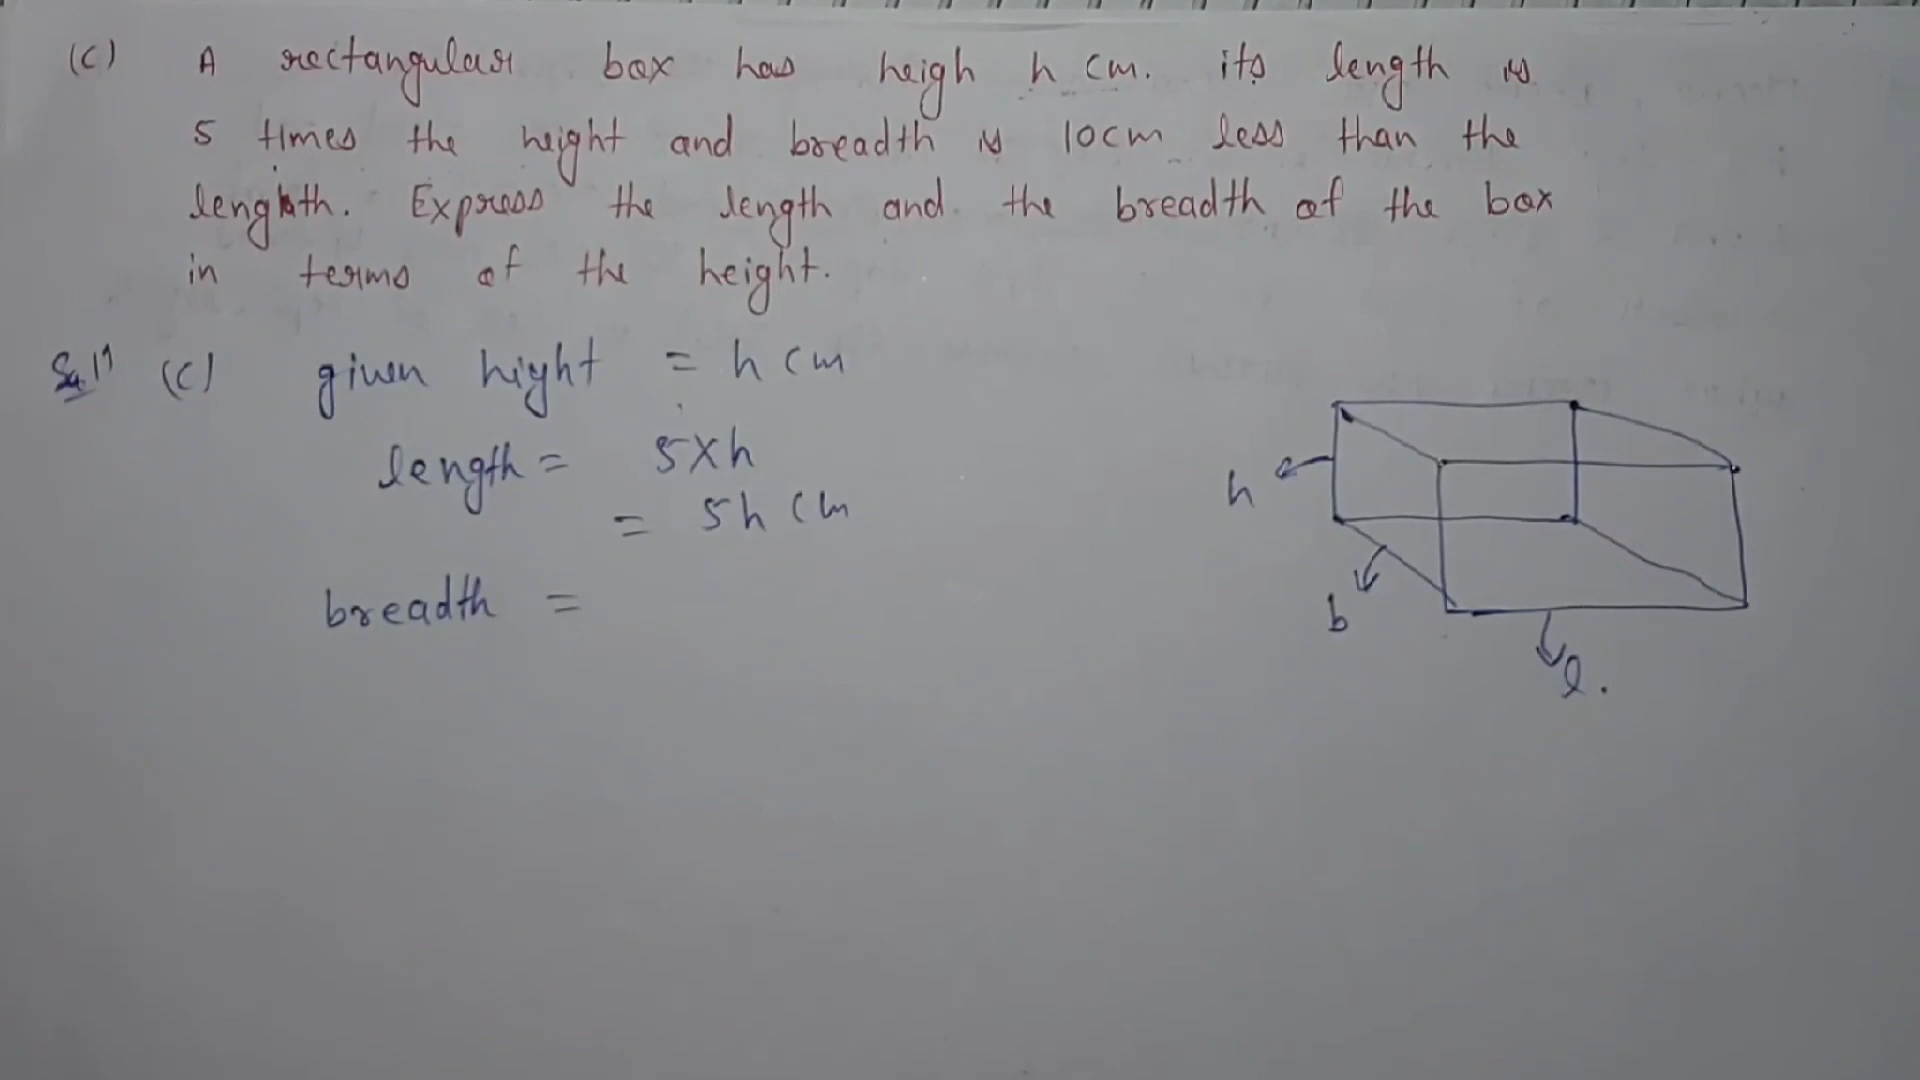 (C) A rectangular box has heigh h cm. its length is
5 times the height and breadth is 10cm less than the
length. Express the length and the breadth of the box
in terms of the height.
Sol^n (C) given hight = h cm
length = 5xh
= 5h cm
breadth =
h
b
l.